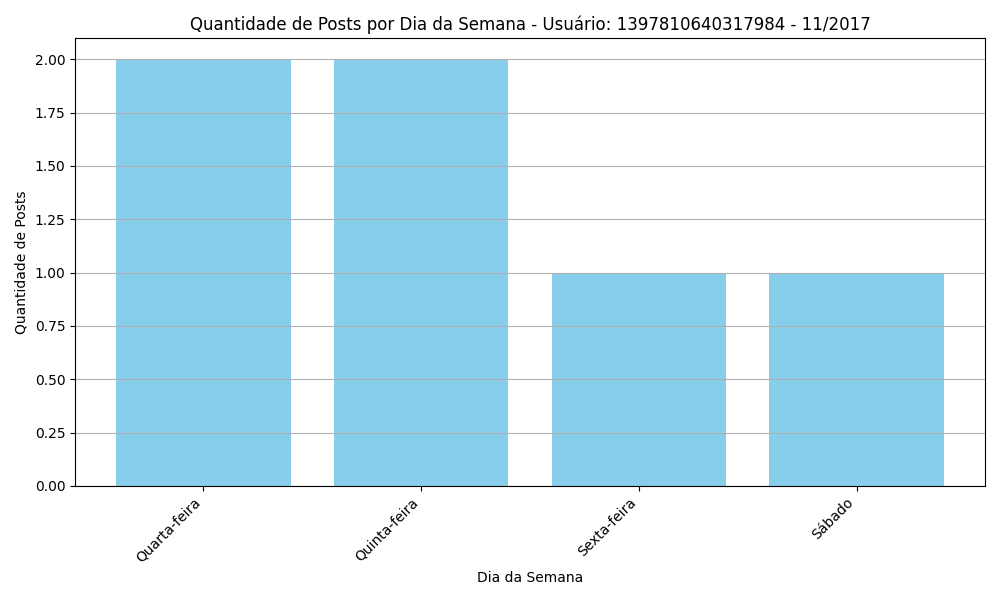 Quantidade de Posts por Dia da Semana - Usuário: 1397810640317984 - 11/2017
Quantidade de Posts
2.00
1.75
1.50
1.25
1.00
0.75
0.50
0.25
0.00
Quarta-feira
Quinta-feira
Sexta-feira
Sábado
Dia da Semana